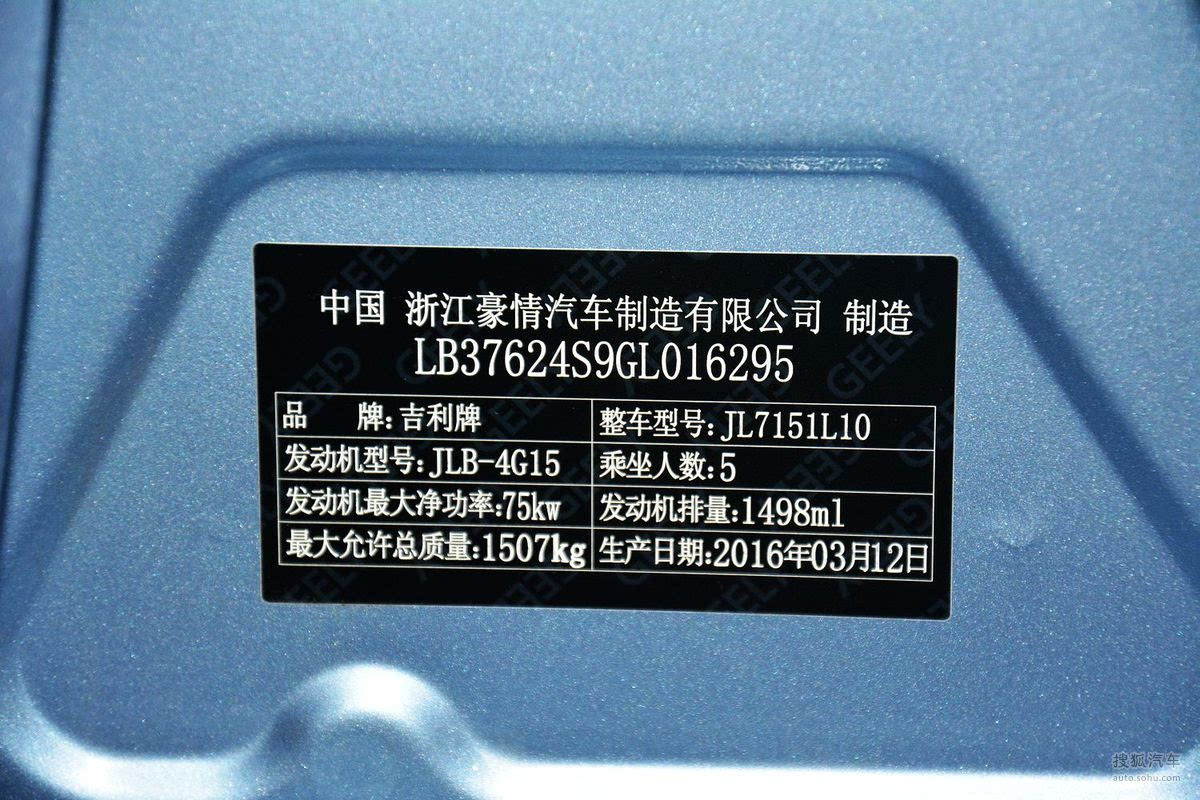 中国 浙江豪情汽车制造有限公司 制造
LB37624S9GL016295
品 牌:吉利牌 整车型号:JL7151L10
发动机型号:JLB-4G15 乘坐人数:5
发动机最大净功率:75kw 发动机排量:1498ml
最大允许总质量:1507kg 生产日期:2016年03月12日
GEELY GEELY GEELY
搜狐汽车
auto.sohu.com